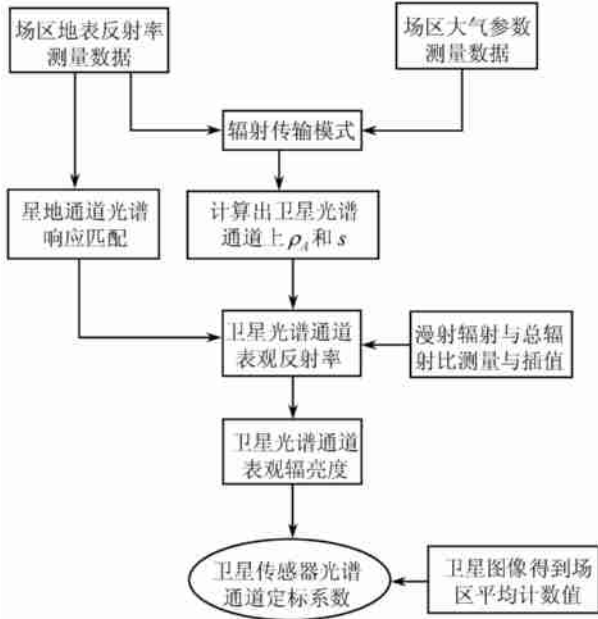 场区地表反射率
测量数据
场区大气参数
测量数据
辐射传输模式
星地通道光谱
响应匹配
计算出卫星光谱
通道上 ρ_A 和 s
卫星光谱通道
表观反射率
漫射辐射与总辐
射比测量与插值
卫星光谱通道
表观辐亮度
卫星传感器光谱
通道定标系数
卫星图像得到场
区平均计数值